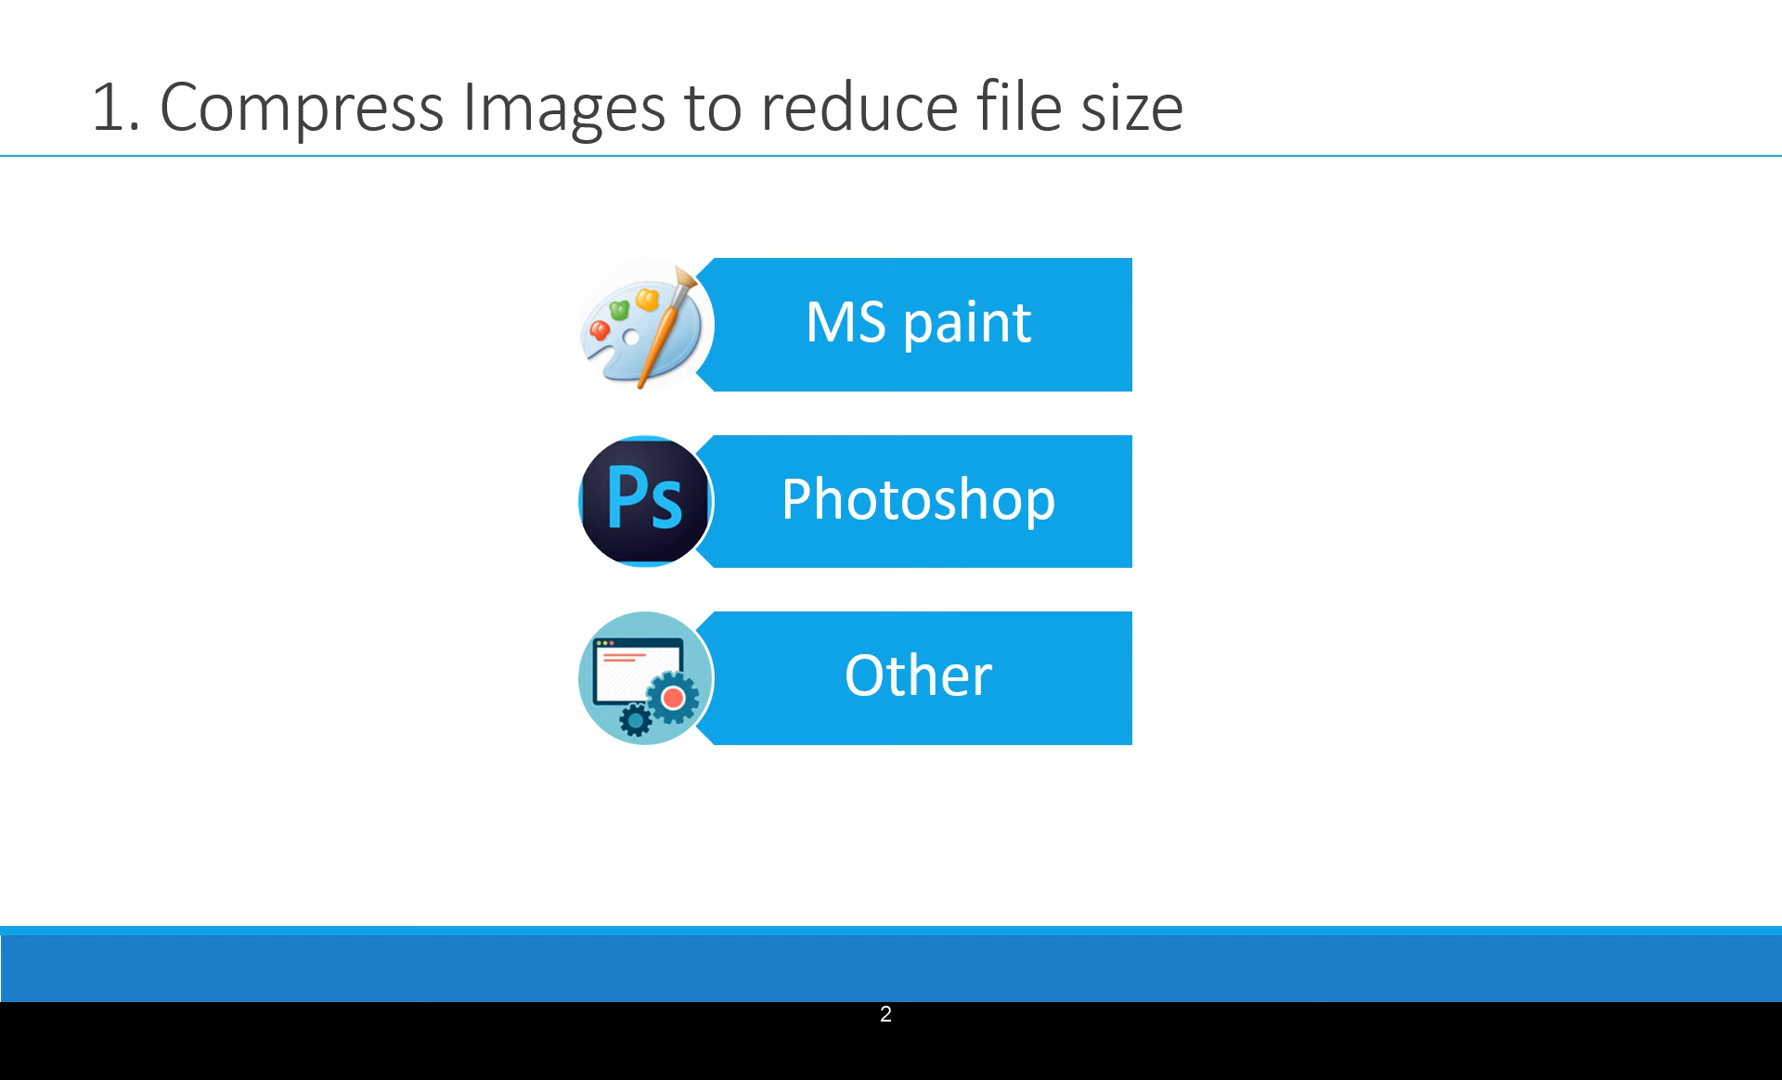 1. Compress Images to reduce file size
MS paint
Ps
Photoshop
Other
2